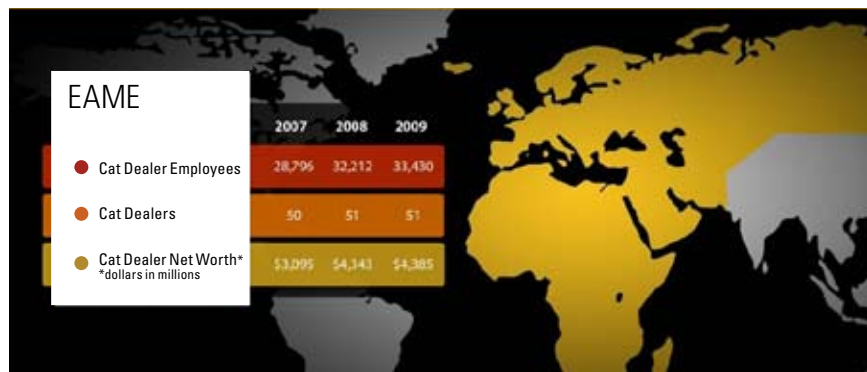 EAME
2007 2008 2009
Cat Dealer Employees 28,796 32,212 33,430
Cat Dealers 50 51 51
Cat Dealer Net Worth* $3,095 $4,143 $4,385
*dollars in millions